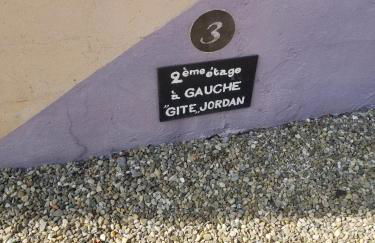 3
2ème étage
à GAUCHE
"GITE" JORDAN